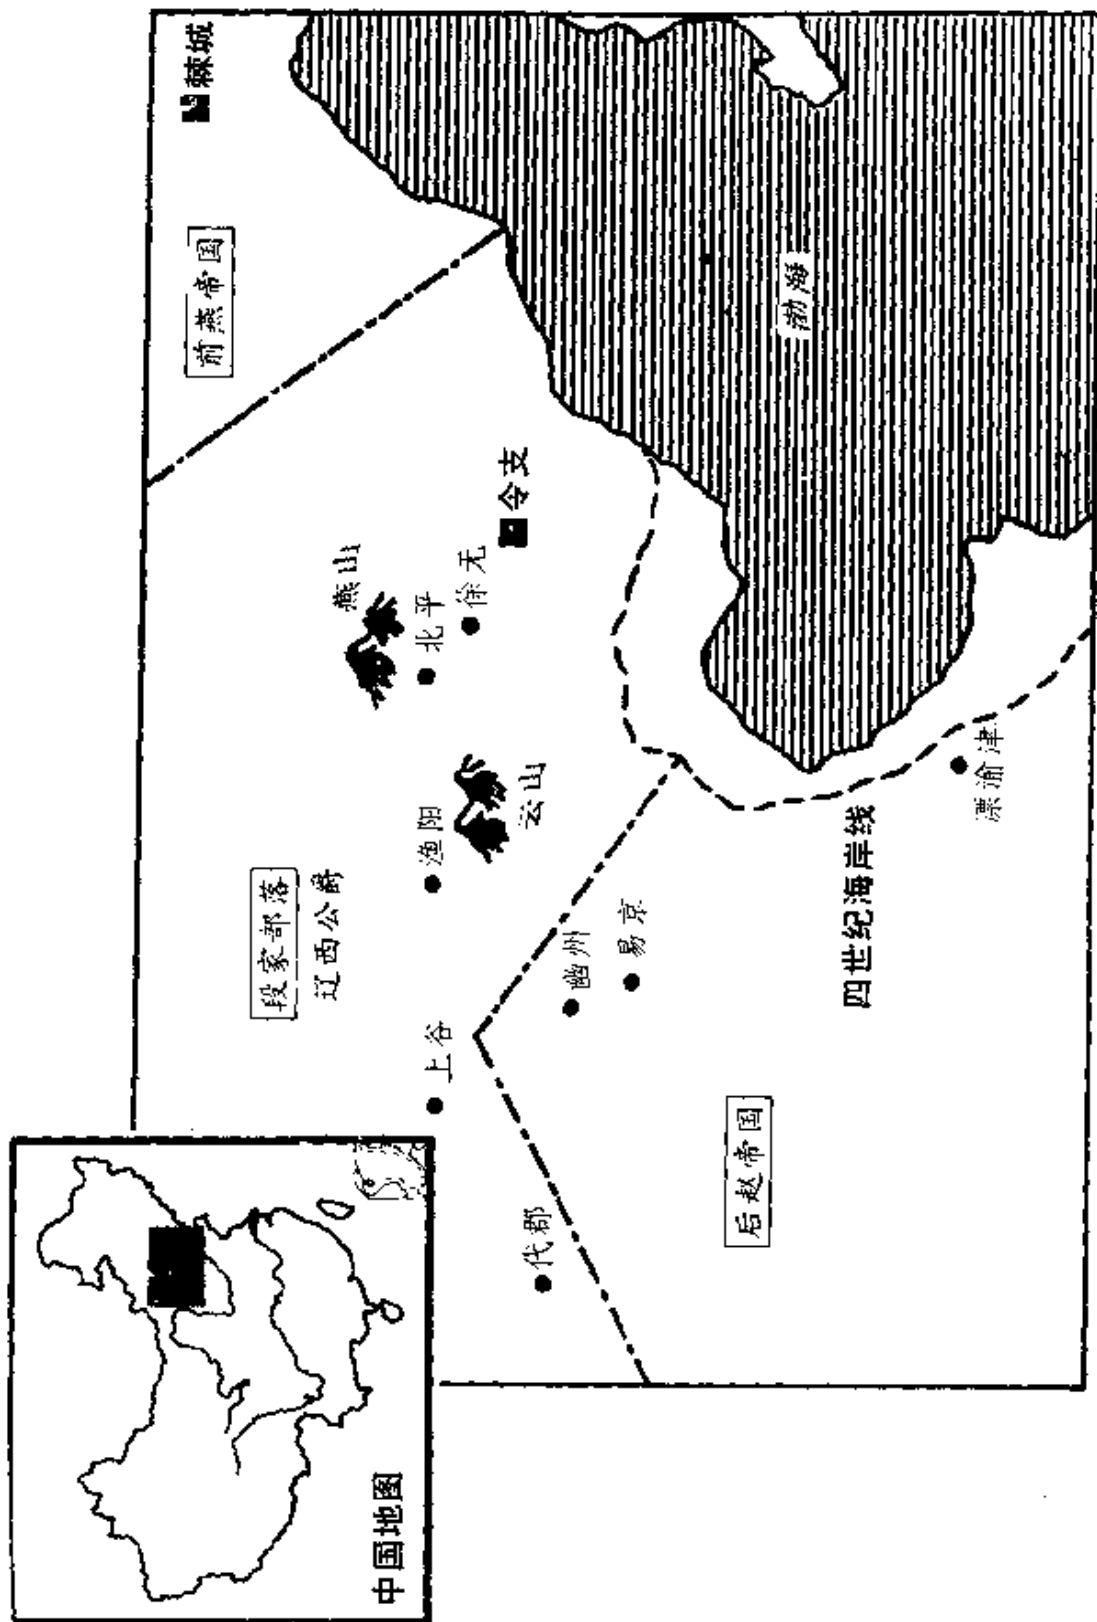 中国地图
棘城
前燕帝国
段家部落
辽西公爵
燕山
北平
徐无
令支
渔阳
云山
上谷
幽州
易京
代郡
后赵帝国
渤海
四世纪海岸线
漂渝津